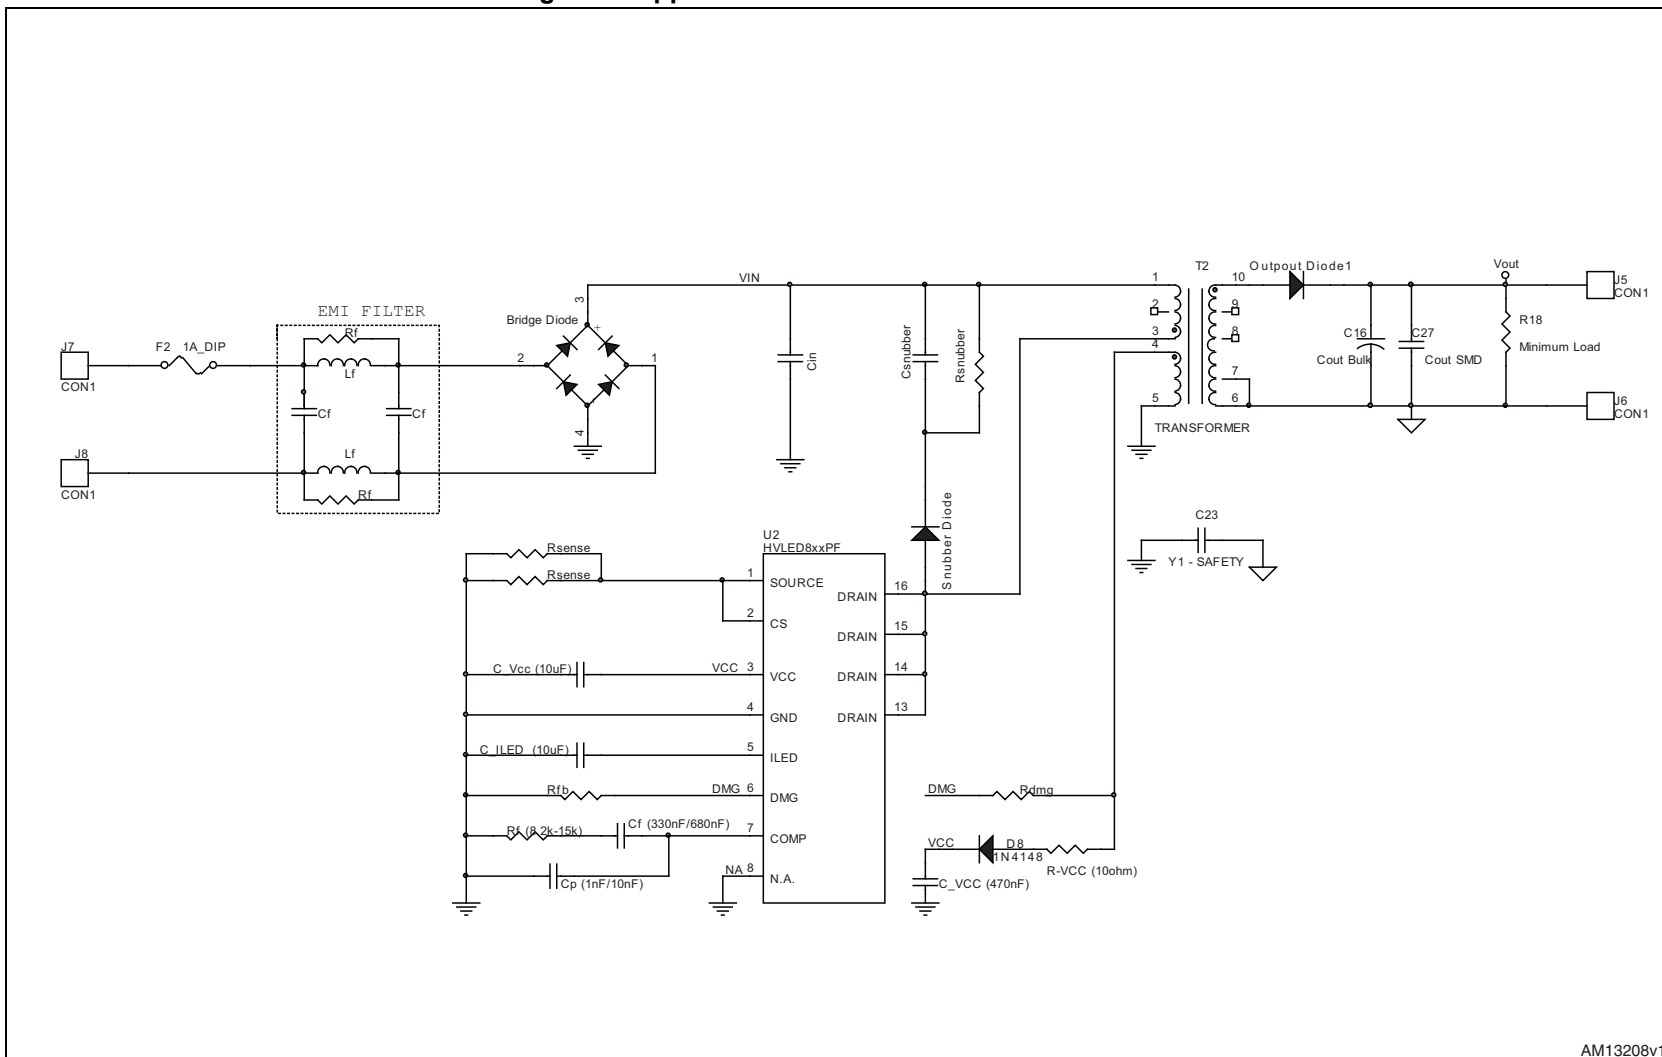 VIN
T2
Outpout Diode1
Vout
1
10
J5
CON1
2
9
3
8
4
7
5
6
TRANSFORMER
C16
Cout Bulk
C27
Cout SMD
R18
Minimum Load
J6
CON1
EMI FILTER
J7
CON1
F2 1A_DIP
Rf
Lf
Cf
Cf
Lf
Rf
J8
CON1
Bridge Diode
3
+
2
1
4
Cin
Csnubber
Rsnubber
Snubber Diode
C23
Y1 - SAFETY
U2
HVLED8xxPF
Rsense
Rsense
1 SOURCE
2 CS
C_Vcc (10uF)
VCC 3 VCC
4 GND
C_ILED (10uF)
5 ILED
Rfb
DMG 6 DMG
Rf (8.2k-15k)
Cf (330nF/680nF)
7 COMP
Cp (1nF/10nF)
NA 8 N.A.
DRAIN 16
DRAIN 15
DRAIN 14
DRAIN 13
DMG
Rdmg
VCC
D8
1N4148
R-VCC (10ohm)
C_VCC (470nF)
AM13208v1